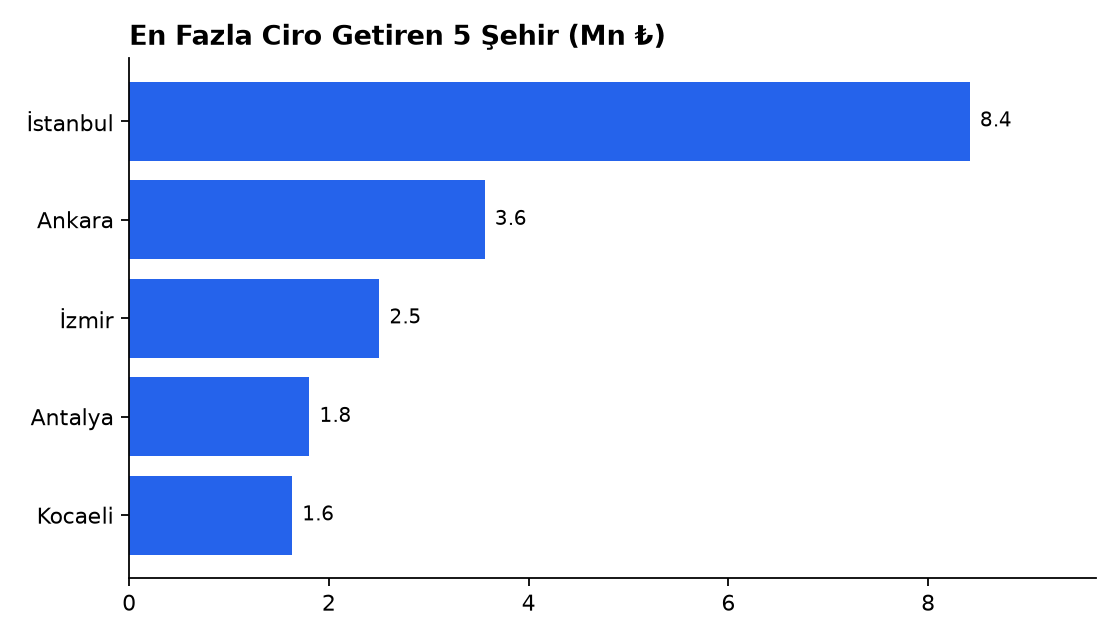 En Fazla Ciro Getiren 5 Şehir (Mn ₺)
İstanbul 8.4
Ankara 3.6
İzmir 2.5
Antalya 1.8
Kocaeli 1.6
0 2 4 6 8